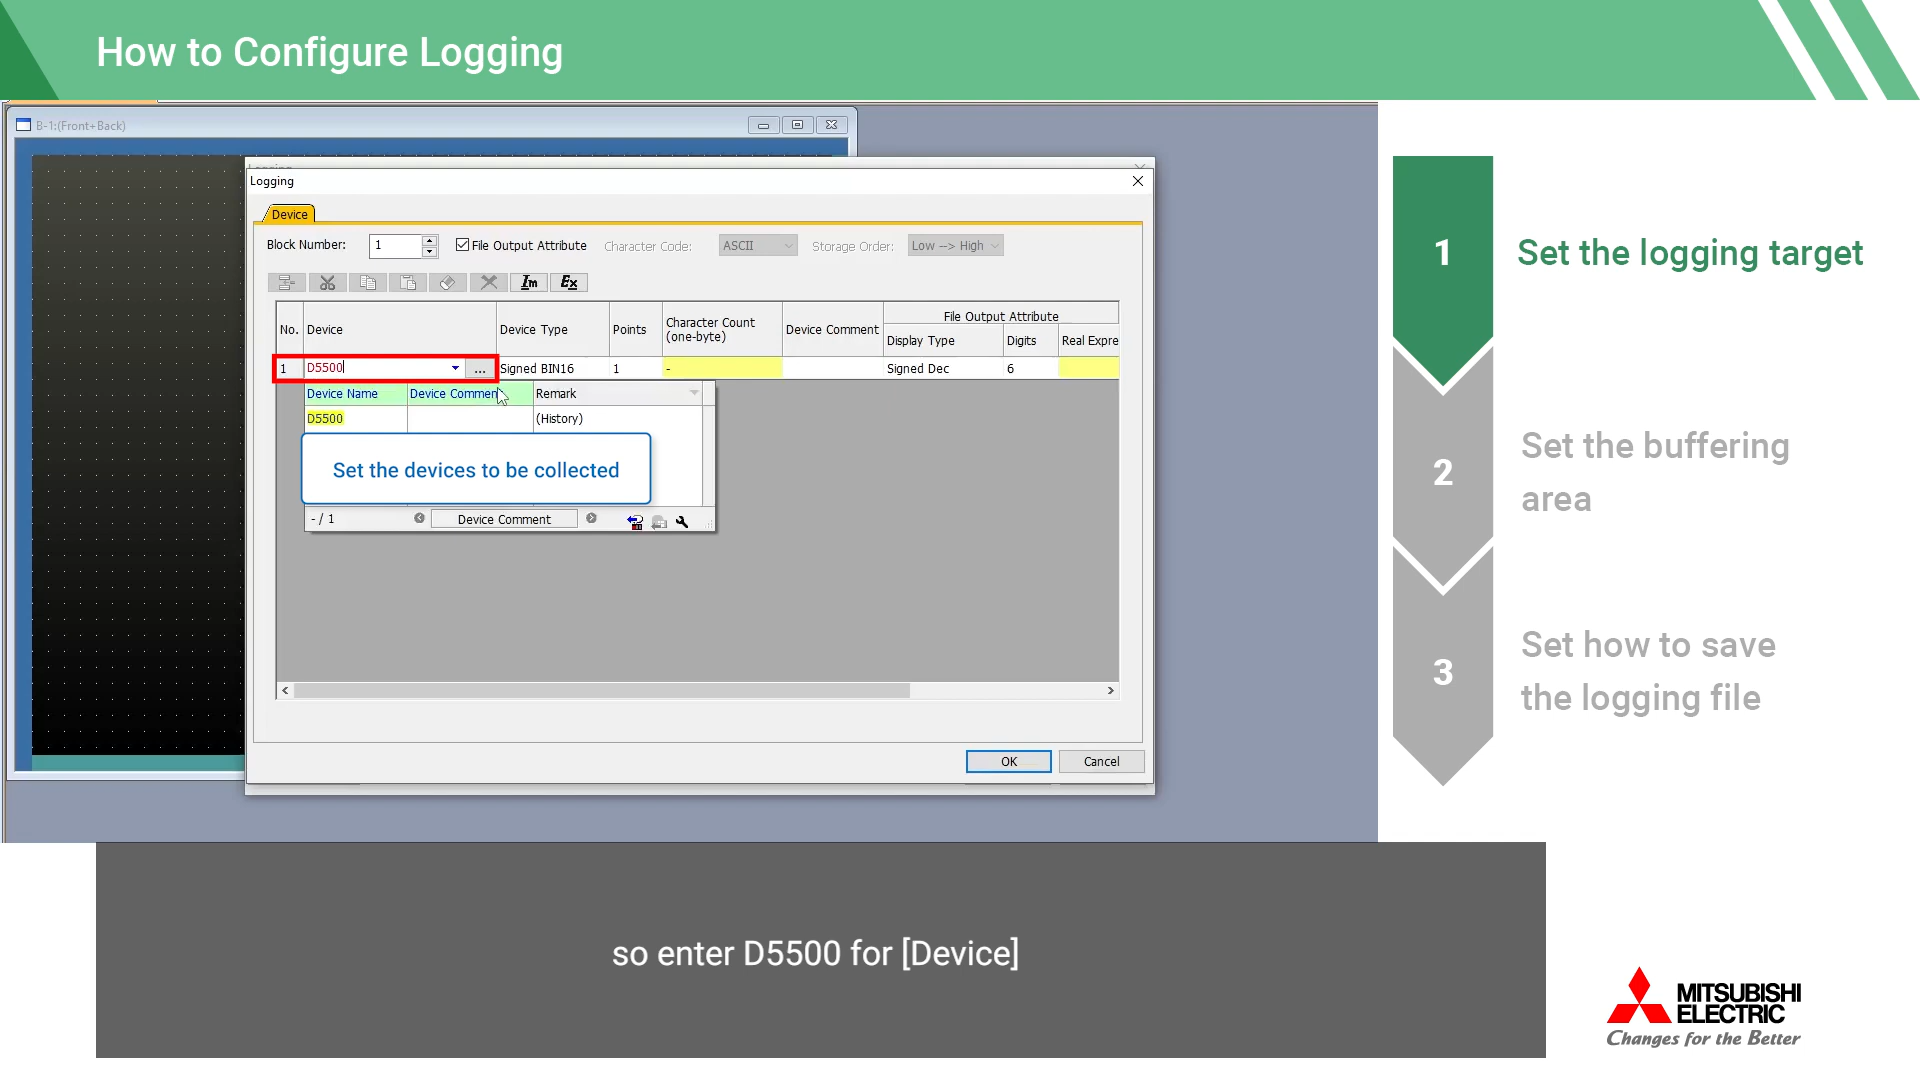 How to Configure Logging
B-1:(Front+Back)
Logging
Device
Block Number: 1 File Output Attribute Character Code: ASCII Storage Order: Low --> High
Im Ex
No. Device Device Type Points Character Count (one-byte) Device Comment File Output Attribute
Display Type Digits Real Expre
1 D5500 ... Signed BIN16 1 - Signed Dec 6
Device Name Device Commen Remark
D5500 (History)
Set the devices to be collected
- / 1 Device Comment
OK Cancel
1 Set the logging target
2 Set the buffering
area
3 Set how to save
the logging file
so enter D5500 for [Device]
MITSUBISHI
ELECTRIC
Changes for the Better